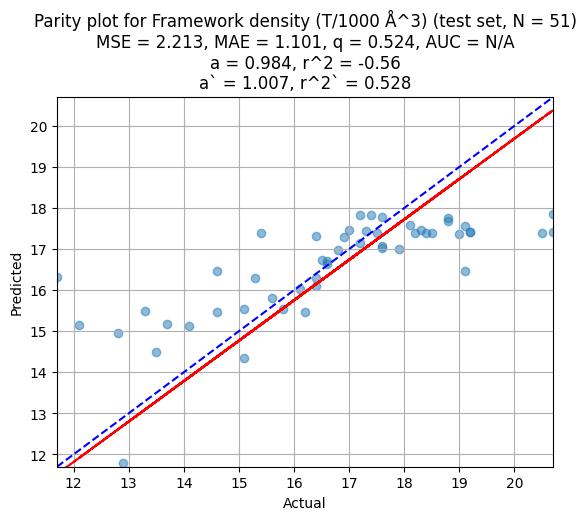 Parity plot for Framework density (T/1000 Å^3) (test set, N = 51)
MSE = 2.213, MAE = 1.101, q = 0.524, AUC = N/A
a = 0.984, r^2 = -0.56
a` = 1.007, r^2` = 0.528
20
19
18
17
16
15
14
13
12
Predicted
12 13 14 15 16 17 18 19 20
Actual